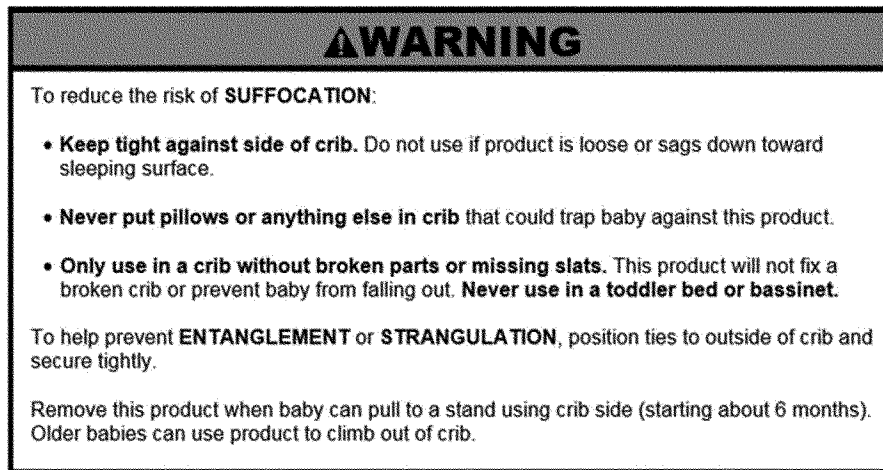 ⚠WARNING
To reduce the risk of SUFFOCATION:
• Keep tight against side of crib. Do not use if product is loose or sags down toward
sleeping surface.
• Never put pillows or anything else in crib that could trap baby against this product.
• Only use in a crib without broken parts or missing slats. This product will not fix a
broken crib or prevent baby from falling out. Never use in a toddler bed or bassinet.
To help prevent ENTANGLEMENT or STRANGULATION, position ties to outside of crib and
secure tightly.
Remove this product when baby can pull to a stand using crib side (starting about 6 months).
Older babies can use product to climb out of crib.